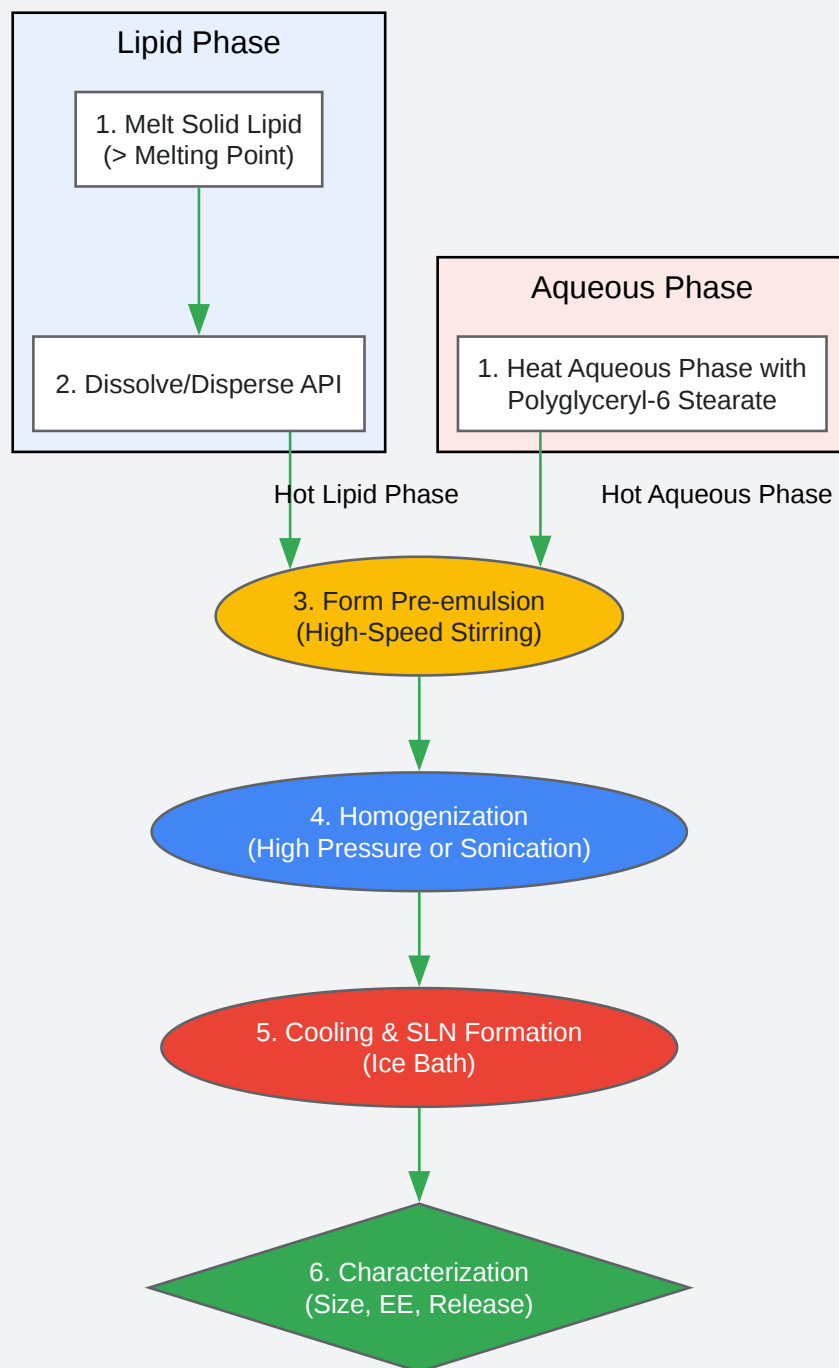 Lipid Phase
1. Melt Solid Lipid
(> Melting Point)
2. Dissolve/Disperse API
Aqueous Phase
1. Heat Aqueous Phase with
Polyglyceryl-6 Stearate
Hot Lipid Phase
Hot Aqueous Phase
3. Form Pre-emulsion
(High-Speed Stirring)
4. Homogenization
(High Pressure or Sonication)
5. Cooling & SLN Formation
(Ice Bath)
6. Characterization
(Size, EE, Release)